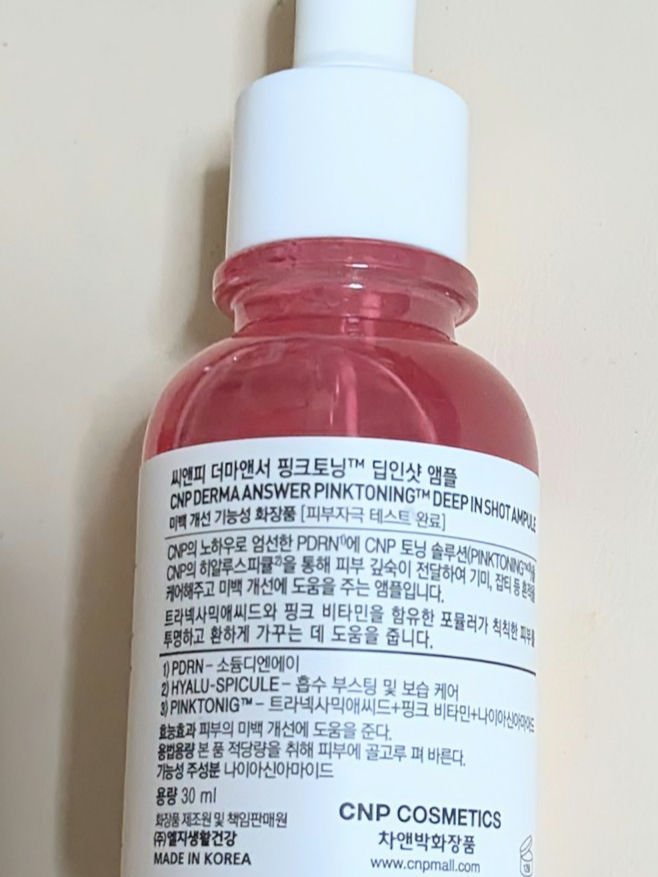 씨앤피 더마앤서 핑크토닝™ 딥인샷 앰플
CNP DERMA ANSWER PINKTONING™ DEEP IN SHOT AMPULE
미백 개선 기능성 화장품 [피부자극 테스트 완료]
CNP의 노하우로 엄선한 PDRN¹⁾에 CNP 토닝 솔루션(PINKTONING™)을
CNP의 히알루스피큘²⁾을 통해 피부 깊숙이 전달하여 기미, 잡티 등 흔적을
케어해주고 미백 개선에 도움을 주는 앰플입니다.
트라넥사믹애씨드와 핑크 비타민을 함유한 포뮬러가 칙칙한 피부를
투명하고 환하게 가꾸는 데 도움을 줍니다.
1) PDRN - 소듐디엔에이
2) HYALU-SPICULE - 흡수 부스팅 및 보습 케어
3) PINKTONIG™ - 트라넥사믹애씨드+핑크 비타민+나이아신아마이드
효능효과 피부의 미백 개선에 도움을 준다.
용법용량 본 품 적당량을 취해 피부에 골고루 펴 바른다.
기능성 주성분 나이아신아마이드
용량 30 ml
화장품 제조원 및 책임판매원
㈜엘지생활건강
MADE IN KOREA
CNP COSMETICS
차앤박화장품
www.cnpmall.com